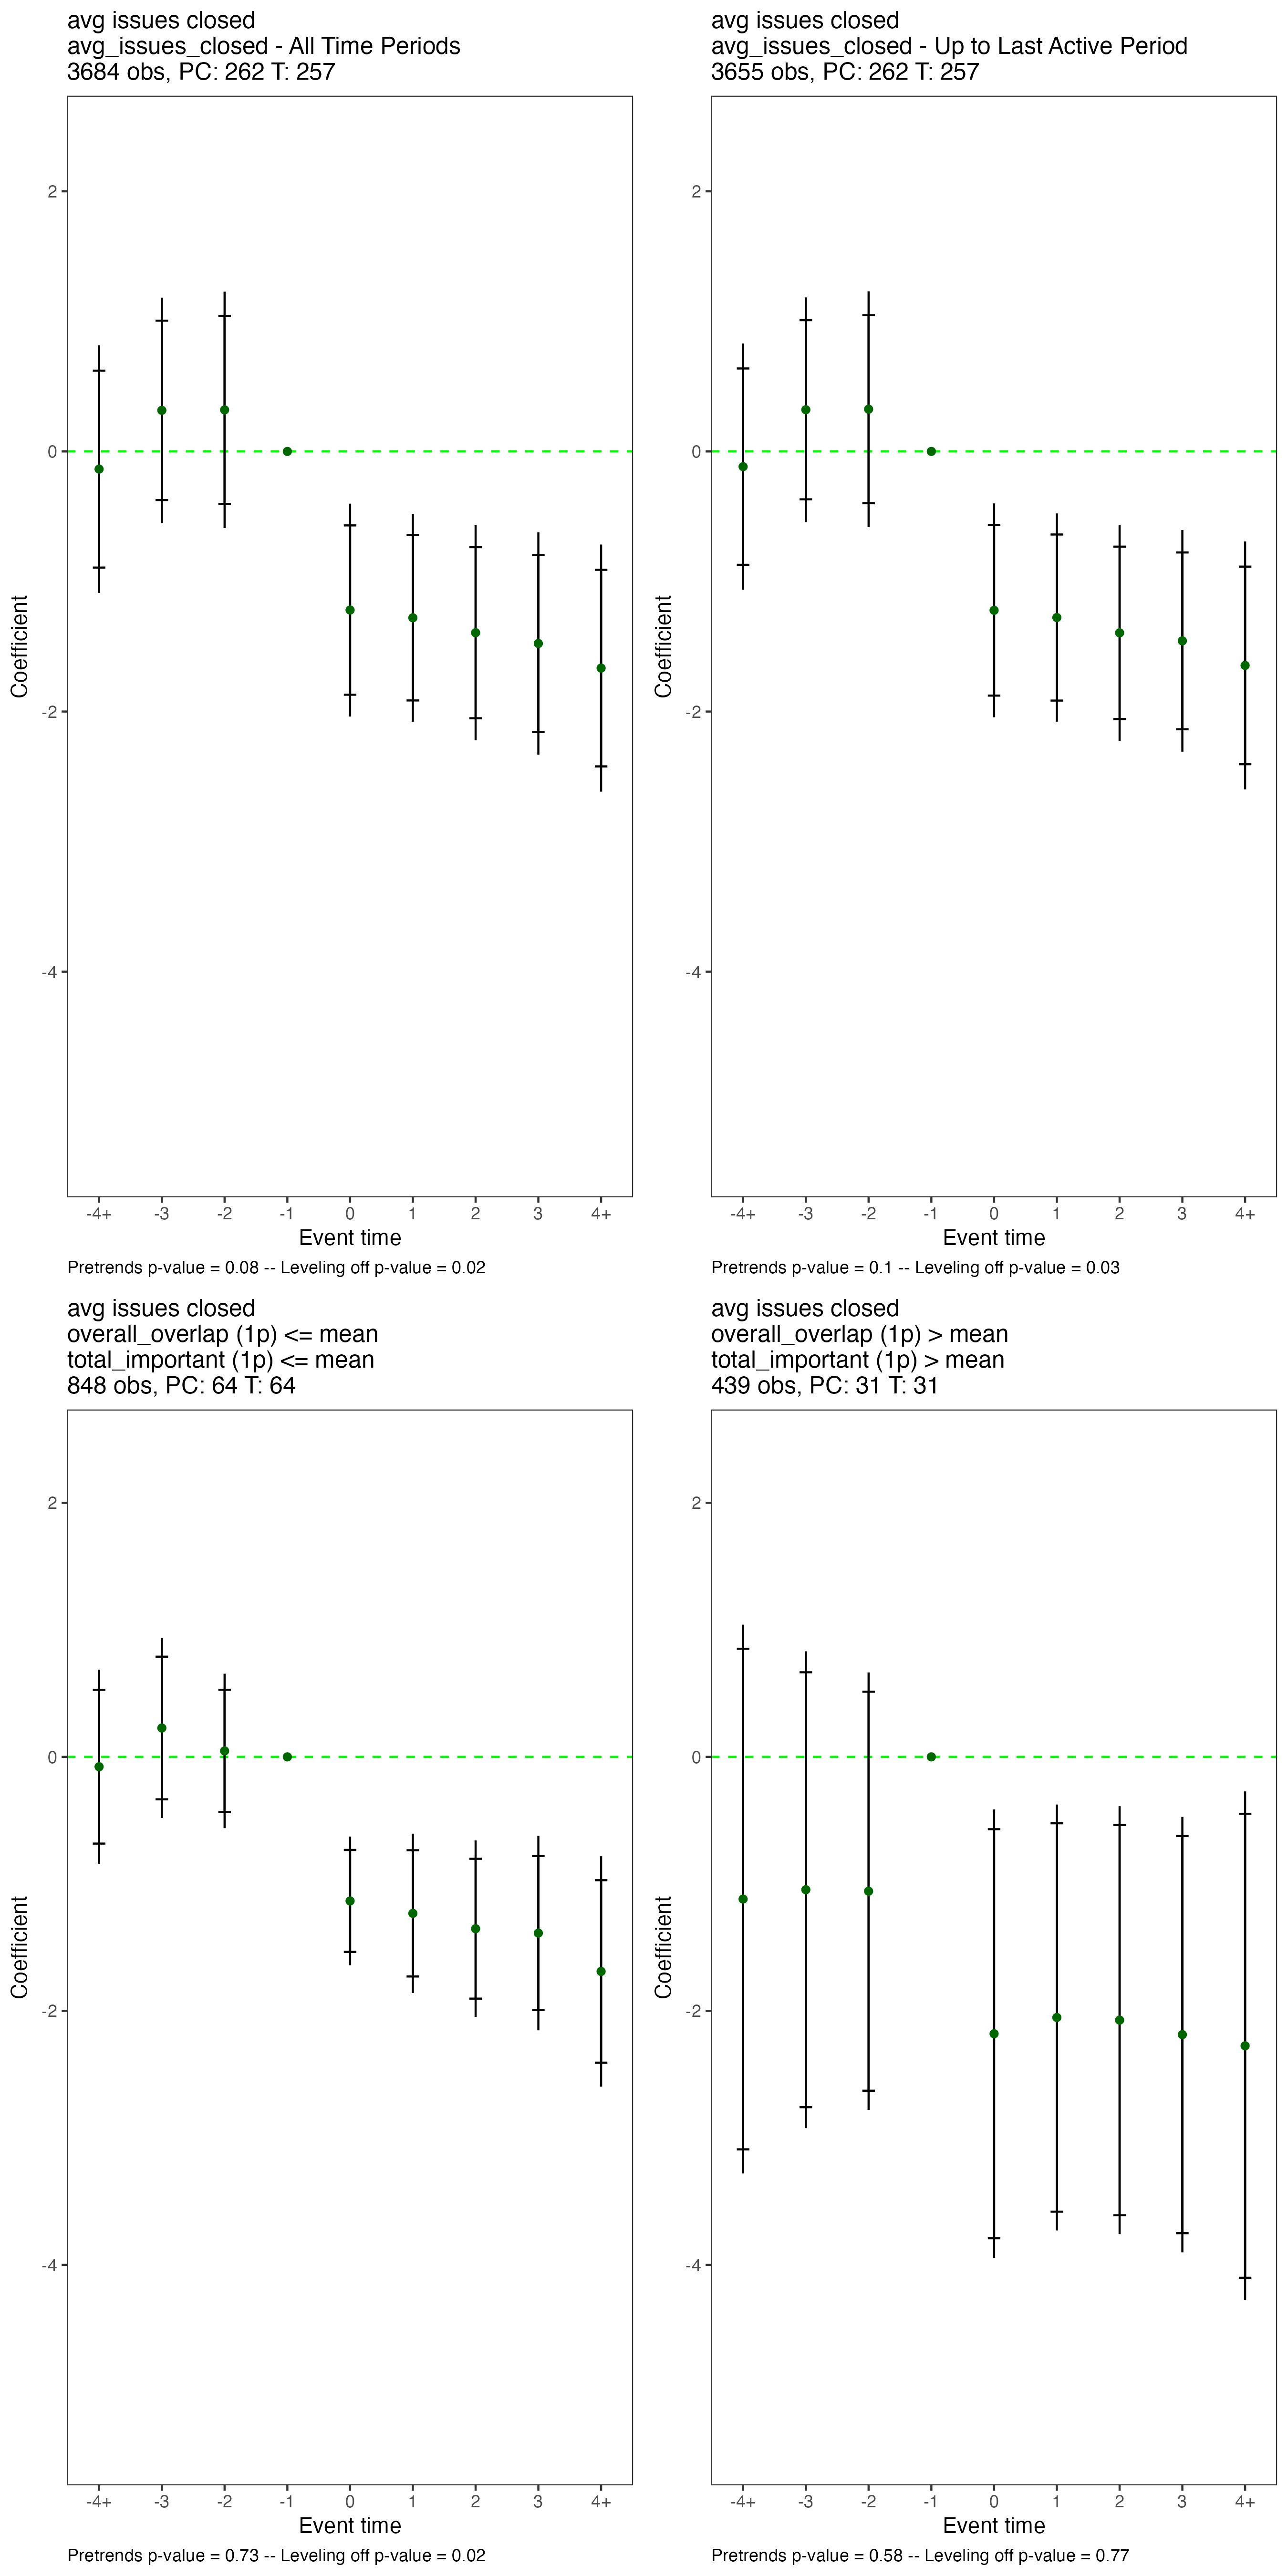 avg issues closed
avg_issues_closed - All Time Periods
3684 obs, PC: 262 T: 257
2
0
-2
-4
Coefficient
-4+ -3 -2 -1 0 1 2 3 4+
Event time
Pretrends p-value = 0.08 -- Leveling off p-value = 0.02
avg issues closed
avg_issues_closed - Up to Last Active Period
3655 obs, PC: 262 T: 257
2
0
-2
-4
Coefficient
-4+ -3 -2 -1 0 1 2 3 4+
Event time
Pretrends p-value = 0.1 -- Leveling off p-value = 0.03
avg issues closed
overall_overlap (1p) <= mean
total_important (1p) <= mean
848 obs, PC: 64 T: 64
2
0
-2
-4
Coefficient
-4+ -3 -2 -1 0 1 2 3 4+
Event time
Pretrends p-value = 0.73 -- Leveling off p-value = 0.02
avg issues closed
overall_overlap (1p) > mean
total_important (1p) > mean
439 obs, PC: 31 T: 31
2
0
-2
-4
Coefficient
-4+ -3 -2 -1 0 1 2 3 4+
Event time
Pretrends p-value = 0.58 -- Leveling off p-value = 0.77